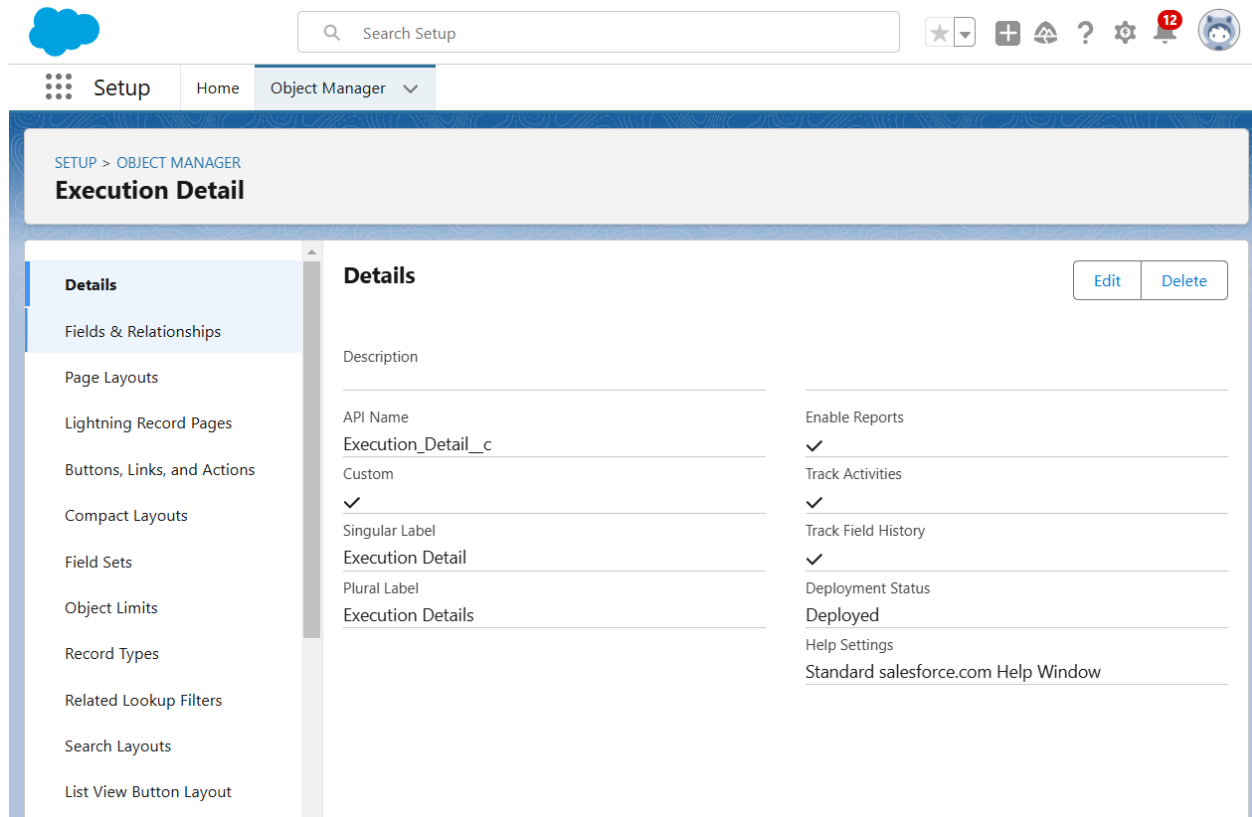 Search Setup
12
Setup
Home
Object Manager
SETUP > OBJECT MANAGER
Execution Detail
Details
Fields & Relationships
Page Layouts
Lightning Record Pages
Buttons, Links, and Actions
Compact Layouts
Field Sets
Object Limits
Record Types
Related Lookup Filters
Search Layouts
List View Button Layout
Details
Edit
Delete
Description
API Name
Execution_Detail__c
Custom
Singular Label
Execution Detail
Plural Label
Execution Details
Enable Reports
Track Activities
Track Field History
Deployment Status
Deployed
Help Settings
Standard salesforce.com Help Window